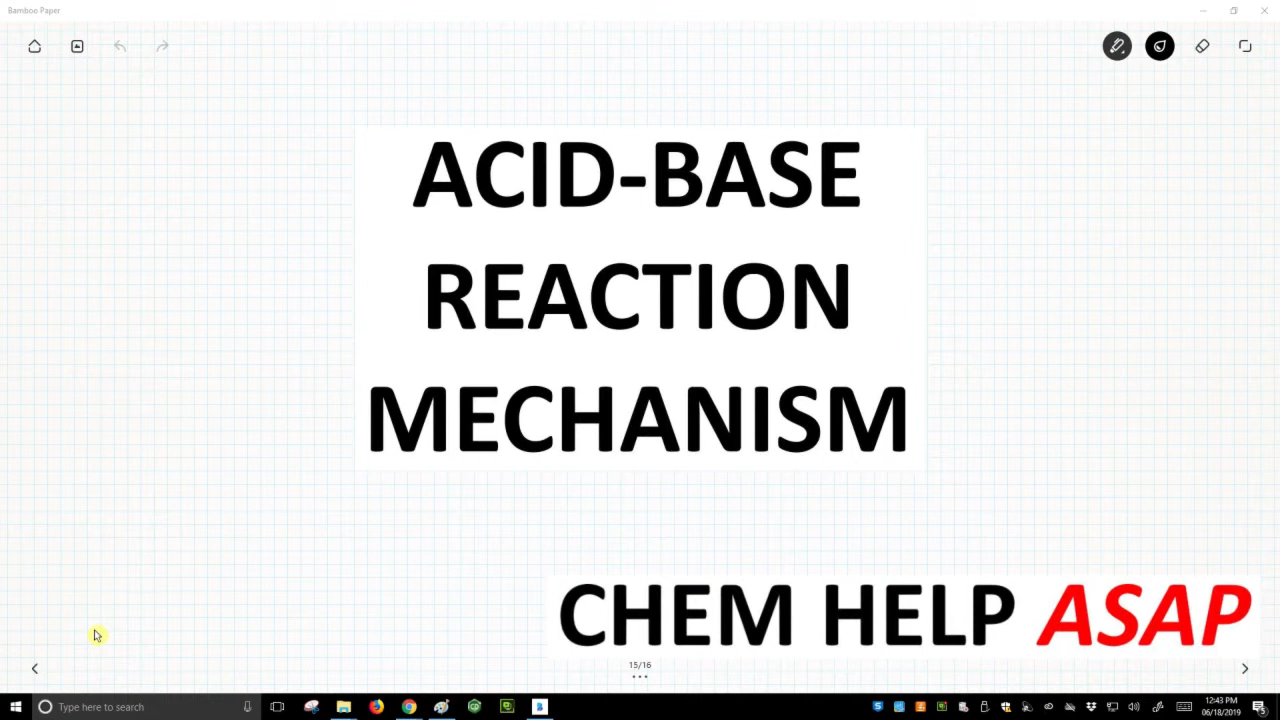 Bamboo Paper
ACID-BASE
REACTION
MECHANISM
CHEM HELP ASAP
15/16
Type here to search
12:43 PM
06/18/2019
5